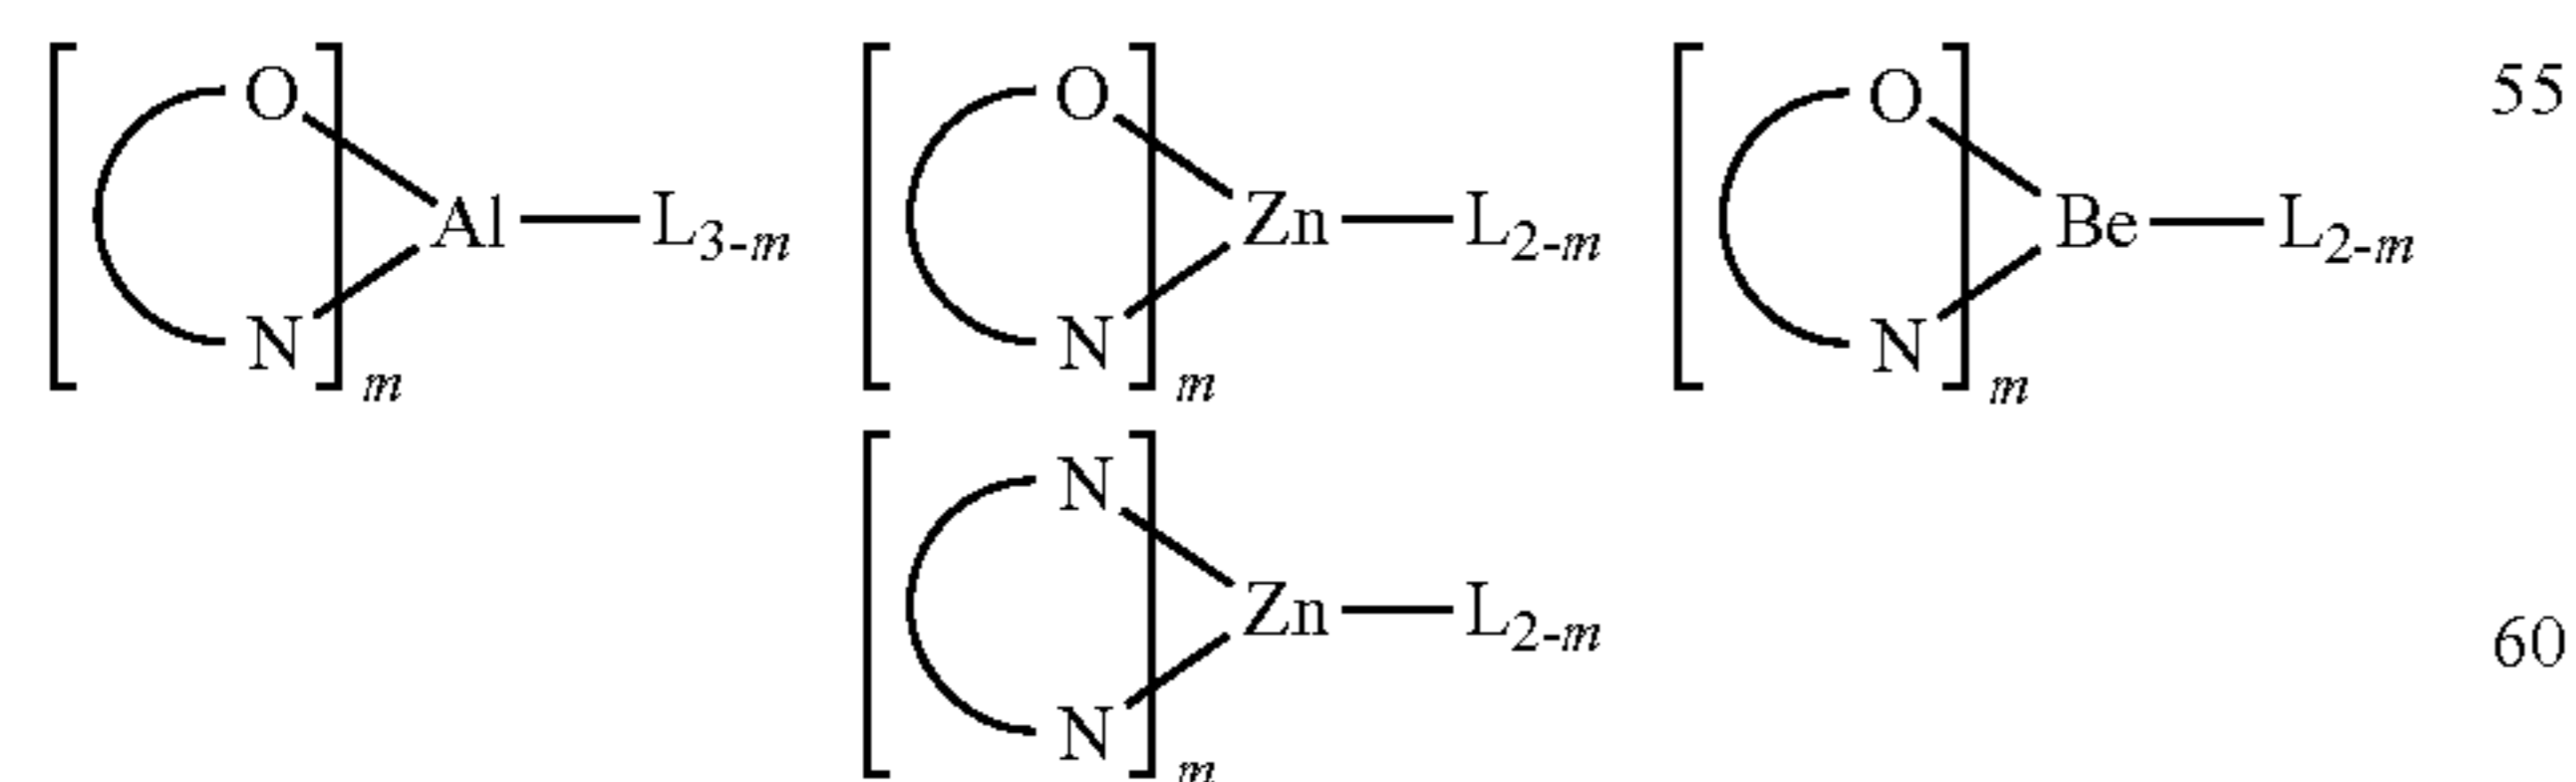 O O O 55
Al—L3-m Zn—L2-m Be—L2-m
N N N
m m m
N
Zn—L2-m
60
N
m